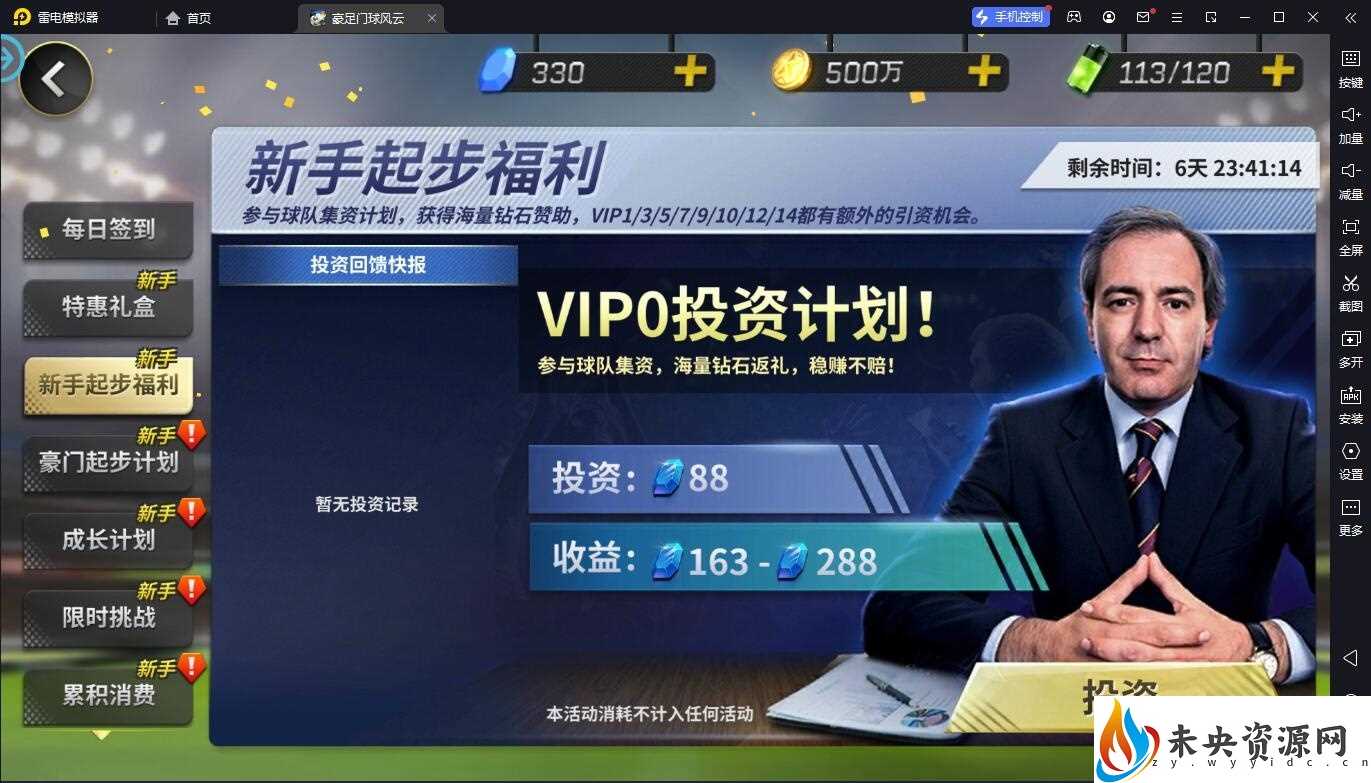 雷电模拟器
首页
豪足门球风云
手机控制
330
500万
113/120
新手起步福利
参与球队集资计划，获得海量钻石赞助，VIP1/3/5/7/9/10/12/14都有额外的引资机会。
剩余时间：6天 23:41:14
每日签到
新手
特惠礼盒
新手
新手起步福利
新手
豪门起步计划
新手
成长计划
新手
限时挑战
新手
累积消费
投资回馈快报
暂无投资记录
VIP0投资计划！
参与球队集资，海量钻石返礼，稳赚不赔！
投资：88
收益：163 - 288
本活动消耗不计入任何活动
投资
按键
加量
减量
全屏
截图
多开
APK
安装
设置
更多
未央资源网
zy.wyyidc.cn